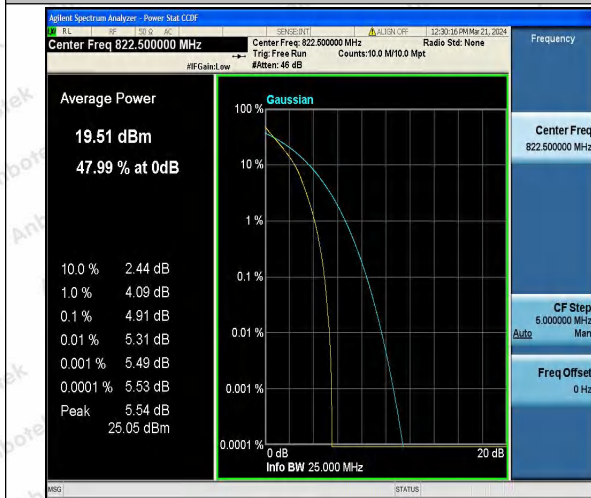 Agilent Spectrum Analyzer - Power Stat CCDF
LXI RL RF 50 Ω AC SENSE:INT ALIGN OFF 12:30:16 PM Mar 21, 2024
Center Freq 822.500000 MHz
Center Freq: 822.500000 MHz Radio Std: None
Trig: Free Run Counts:10.0 M/10.0 Mpt
#IFGain:Low #Atten: 46 dB
Frequency
Average Power
19.51 dBm
47.99 % at 0dB
10.0 % 2.44 dB
1.0 % 4.09 dB
0.1 % 4.91 dB
0.01 % 5.31 dB
0.001 % 5.49 dB
0.0001 % 5.53 dB
Peak 5.54 dB
25.05 dBm
Gaussian
100 %
10 %
1 %
0.1 %
0.01 %
0.001 %
0.0001 %
0 dB 20 dB
Info BW 25.000 MHz
Center Freq
822.500000 MHz
CF Step
5.000000 MHz
Auto Man
Freq Offset
0 Hz
MSG STATUS